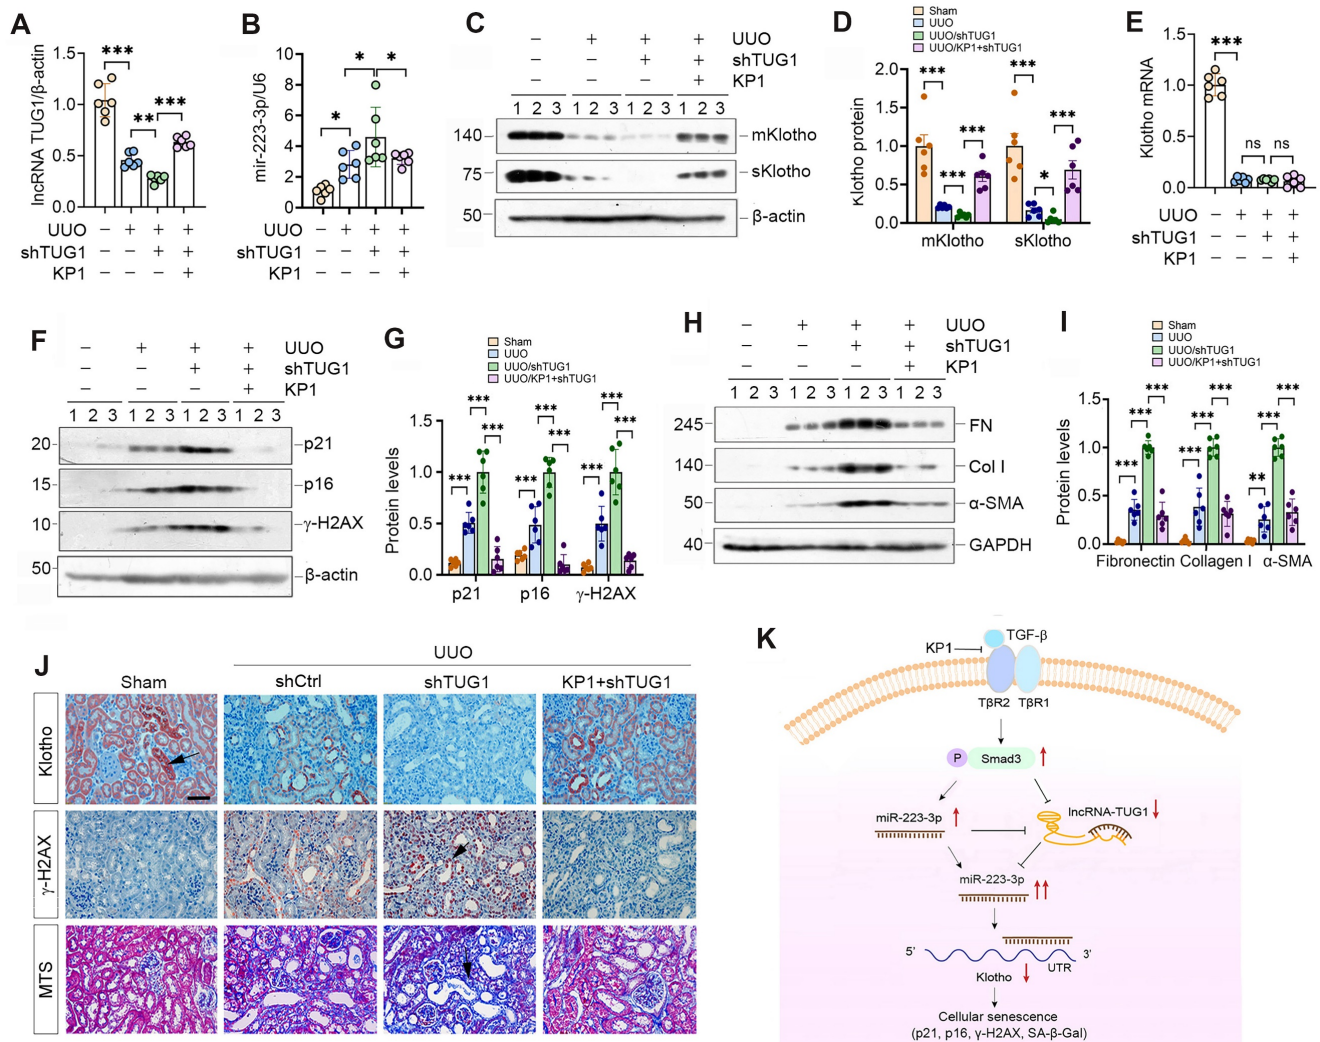 A
lncRNA TUG1/β-actin
1.5
1.0
0.5
0.0
***
**
***
UUO − + + +
shTUG1 − − + +
KP1 − − − +
B
mir-223-3p/U6
10
8
6
4
2
0
*
*
*
UUO − + + +
shTUG1 − − + +
KP1 − − − +
C
− + + + UUO
− − + + shTUG1
− − − + KP1
1 2 3 1 2 3 1 2 3 1 2 3
140 mKlotho
75 sKlotho
50 β-actin
D
Sham
UUO
UUO/shTUG1
UUO/KP1+shTUG1
Klotho protein
2.0
1.5
1.0
0.5
0.0
***
***
***
***
*
***
mKlotho sKlotho
E
Klotho mRNA
1.5
1.0
0.5
0.0
***
ns ns
UUO − + + +
shTUG1 − − + +
KP1 − − − +
F
− + + + UUO
− − + + shTUG1
− − − + KP1
1 2 3 1 2 3 1 2 3 1 2 3
20 p21
15 p16
10 γ-H2AX
50 β-actin
G
Sham
UUO
UUO/shTUG1
UUO/KP1+shTUG1
Protein levels
1.5
1.0
0.5
0.0
***
***
***
***
***
***
***
***
***
p21 p16 γ-H2AX
H
− + + + UUO
− − + + shTUG1
− − − + KP1
1 2 3 1 2 3 1 2 3 1 2 3
245 FN
140 Col I
50 α-SMA
40 GAPDH
I
Sham
UUO
UUO/shTUG1
UUO/KP1+shTUG1
Protein levels
1.5
1.0
0.5
0.0
***
***
***
***
***
***
**
***
***
Fibronectin Collagen I α-SMA
J
UUO
Sham shCtrl shTUG1 KP1+shTUG1
Klotho
γ-H2AX
MTS
K
KP1
TGF-β
TβR2 TβR1
P Smad3
miR-223-3p
lncRNA-TUG1
miR-223-3p
5' 3'
UTR
Klotho
Cellular senescence
(p21, p16, γ-H2AX, SA-β-Gal)